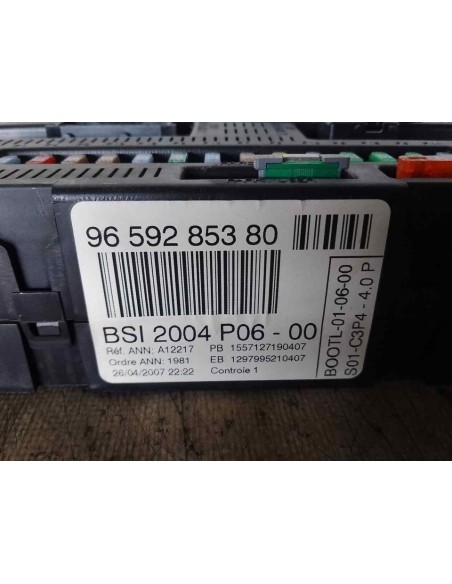 96 592 853 80
BSI 2004 P06 - 00
Réf. ANN: A12217 PB 1557127190407
Ordre ANN: 1981 EB 1297995210407
26/04/2007 22:22 Controle 1
BOOTL-01-06-00
S01-C3P4 - 4.0 P